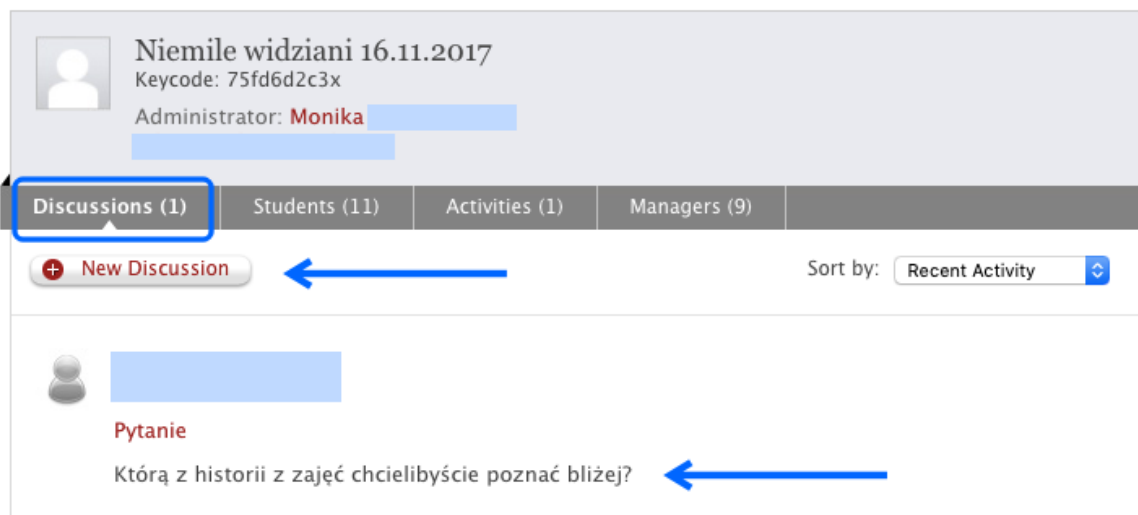 Niemile widziani 16.11.2017
Keycode: 75fd6d2c3x
Administrator: Monika
Discussions (1) Students (11) Activities (1) Managers (9)
New Discussion Sort by: Recent Activity
Pytanie
Którą z historii z zajęć chcielibyście poznać bliżej?